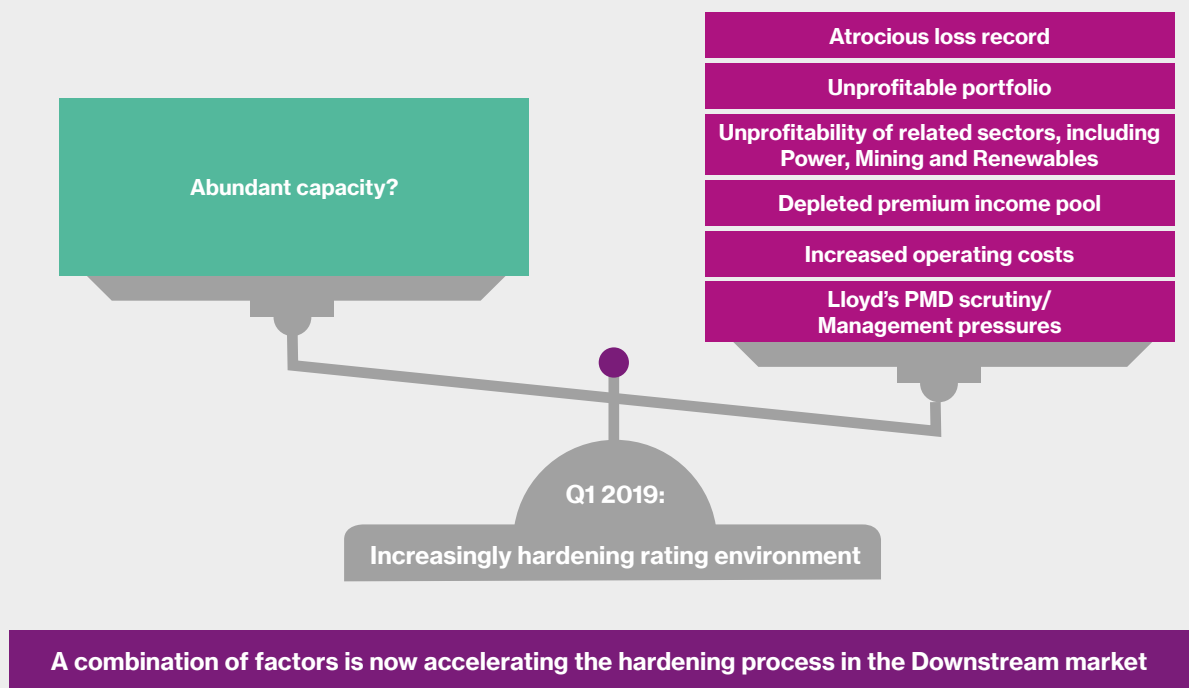 Abundant capacity?
Atrocious loss record
Unprofitable portfolio
Unprofitability of related sectors, including
Power, Mining and Renewables
Depleted premium income pool
Increased operating costs
Lloyd’s PMD scrutiny/
Management pressures
Q1 2019:
Increasingly hardening rating environment
A combination of factors is now accelerating the hardening process in the Downstream market